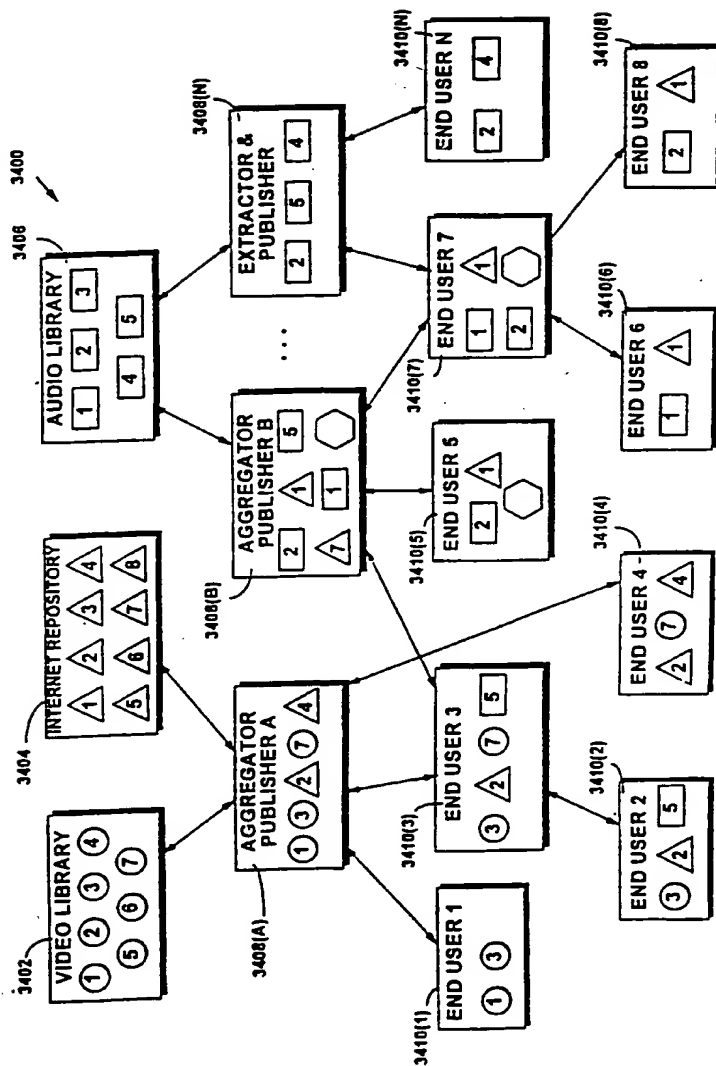 3400
3402
VIDEO LIBRARY
1 2 3 4
5 6 7
3404
INTERNET REPOSITORY
1 2 3 4
5 6 7 8
3406
AUDIO LIBRARY
1 2 3
4 5
3408(A)
AGGREGATOR
PUBLISHER A
1 3 2 7 4
3408(B)
AGGREGATOR
PUBLISHER B
2 1 5
7 1
...
3408(N)
EXTRACTOR &
PUBLISHER
2 5 4
3410(1)
END USER 1
1 3
3410(3)
END USER 3
3 2 7 5
3410(5)
END USER 5
2 1
3410(7)
END USER 7
1 1
2
3410(N)
END USER N
2 4
3410(2)
END USER 2
3 2 5
3410(4)
END USER 4
2 7 4
3410(6)
END USER 6
1 1
3410(8)
END USER 8
2 1